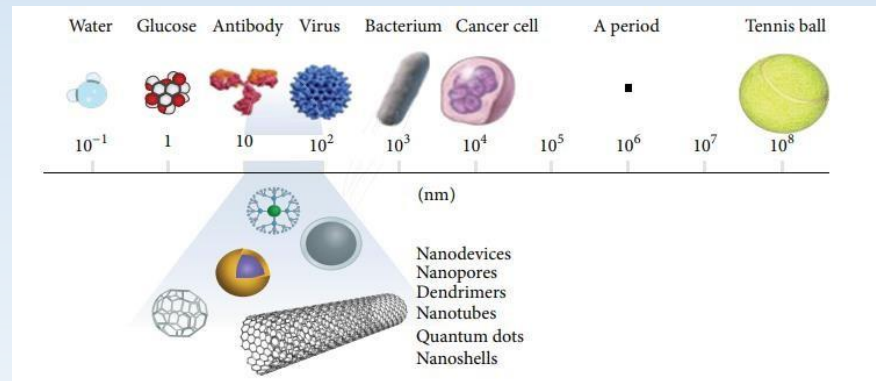 Water Glucose Antibody Virus Bacterium Cancer cell A period Tennis ball
10⁻¹ 1 10 10² 10³ 10⁴ 10⁵ 10⁶ 10⁷ 10⁸
(nm)
Nanodevices
Nanopores
Dendrimers
Nanotubes
Quantum dots
Nanoshells